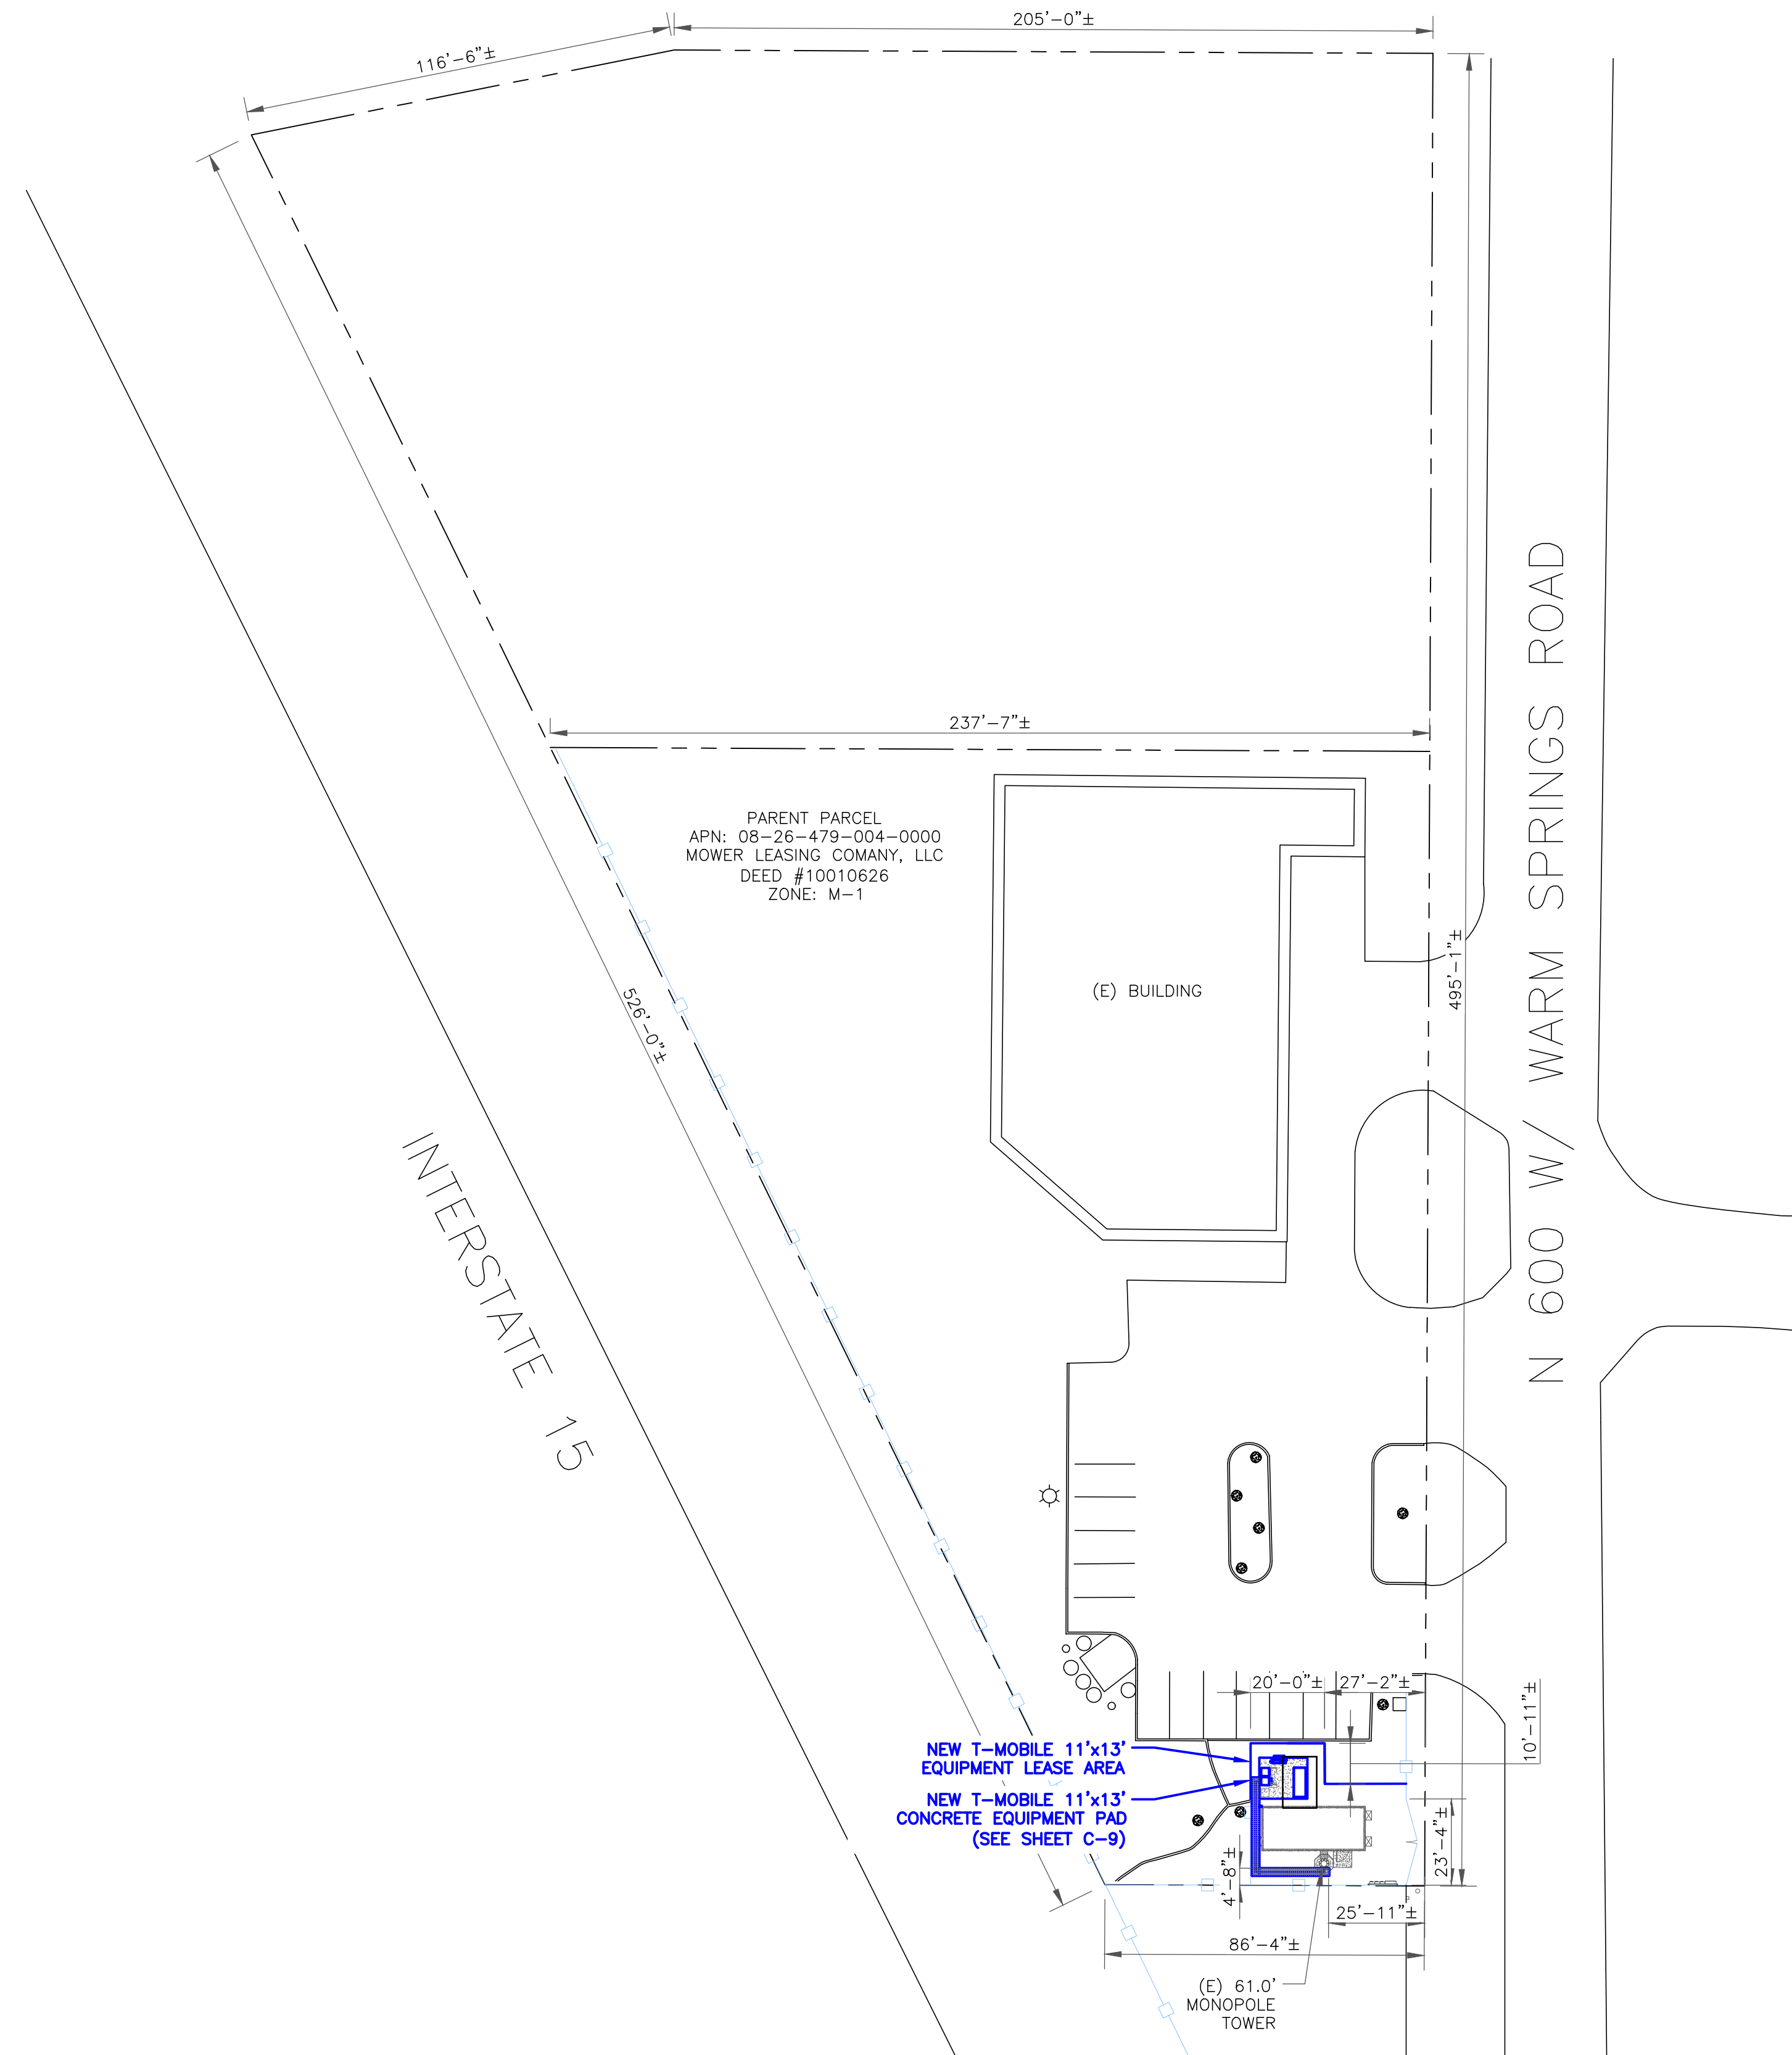 205'-0"±
116'-6"±
237'-7"±
PARENT PARCEL
APN: 08-26-479-004-0000
MOWER LEASING COMANY, LLC
DEED #10010626
ZONE: M-1
(E) BUILDING
495'-1"±
526'-0"±
N 600 W/ WARM SPRINGS ROAD
INTERSTATE 15
20'-0"±
27'-2"±
10'-11"±
NEW T-MOBILE 11'x13'
EQUIPMENT LEASE AREA
NEW T-MOBILE 11'x13'
CONCRETE EQUIPMENT PAD
(SEE SHEET C-9)
23'-4"±
4'-8"±
25'-11"±
86'-4"±
(E) 61.0'
MONOPOLE
TOWER